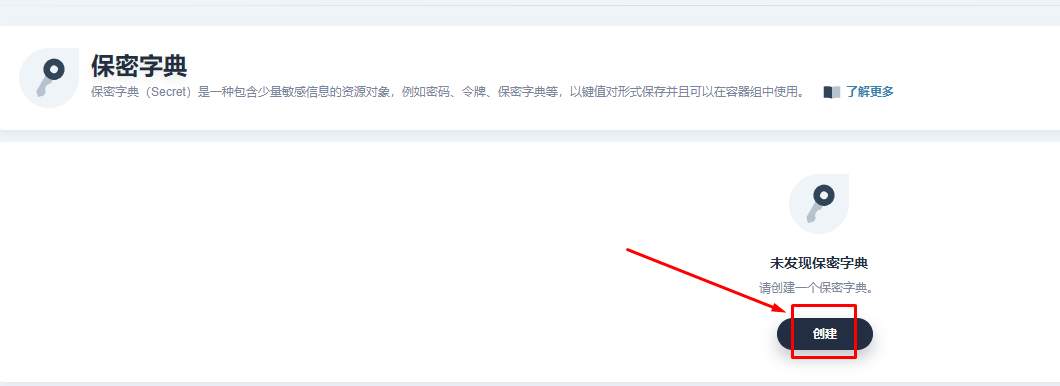 保密字典
保密字典（Secret）是一种包含少量敏感信息的资源对象，例如密码、令牌、保密字典等，以键值对形式保存并且可以在容器组中使用。 了解更多
未发现保密字典
请创建一个保密字典。
创建